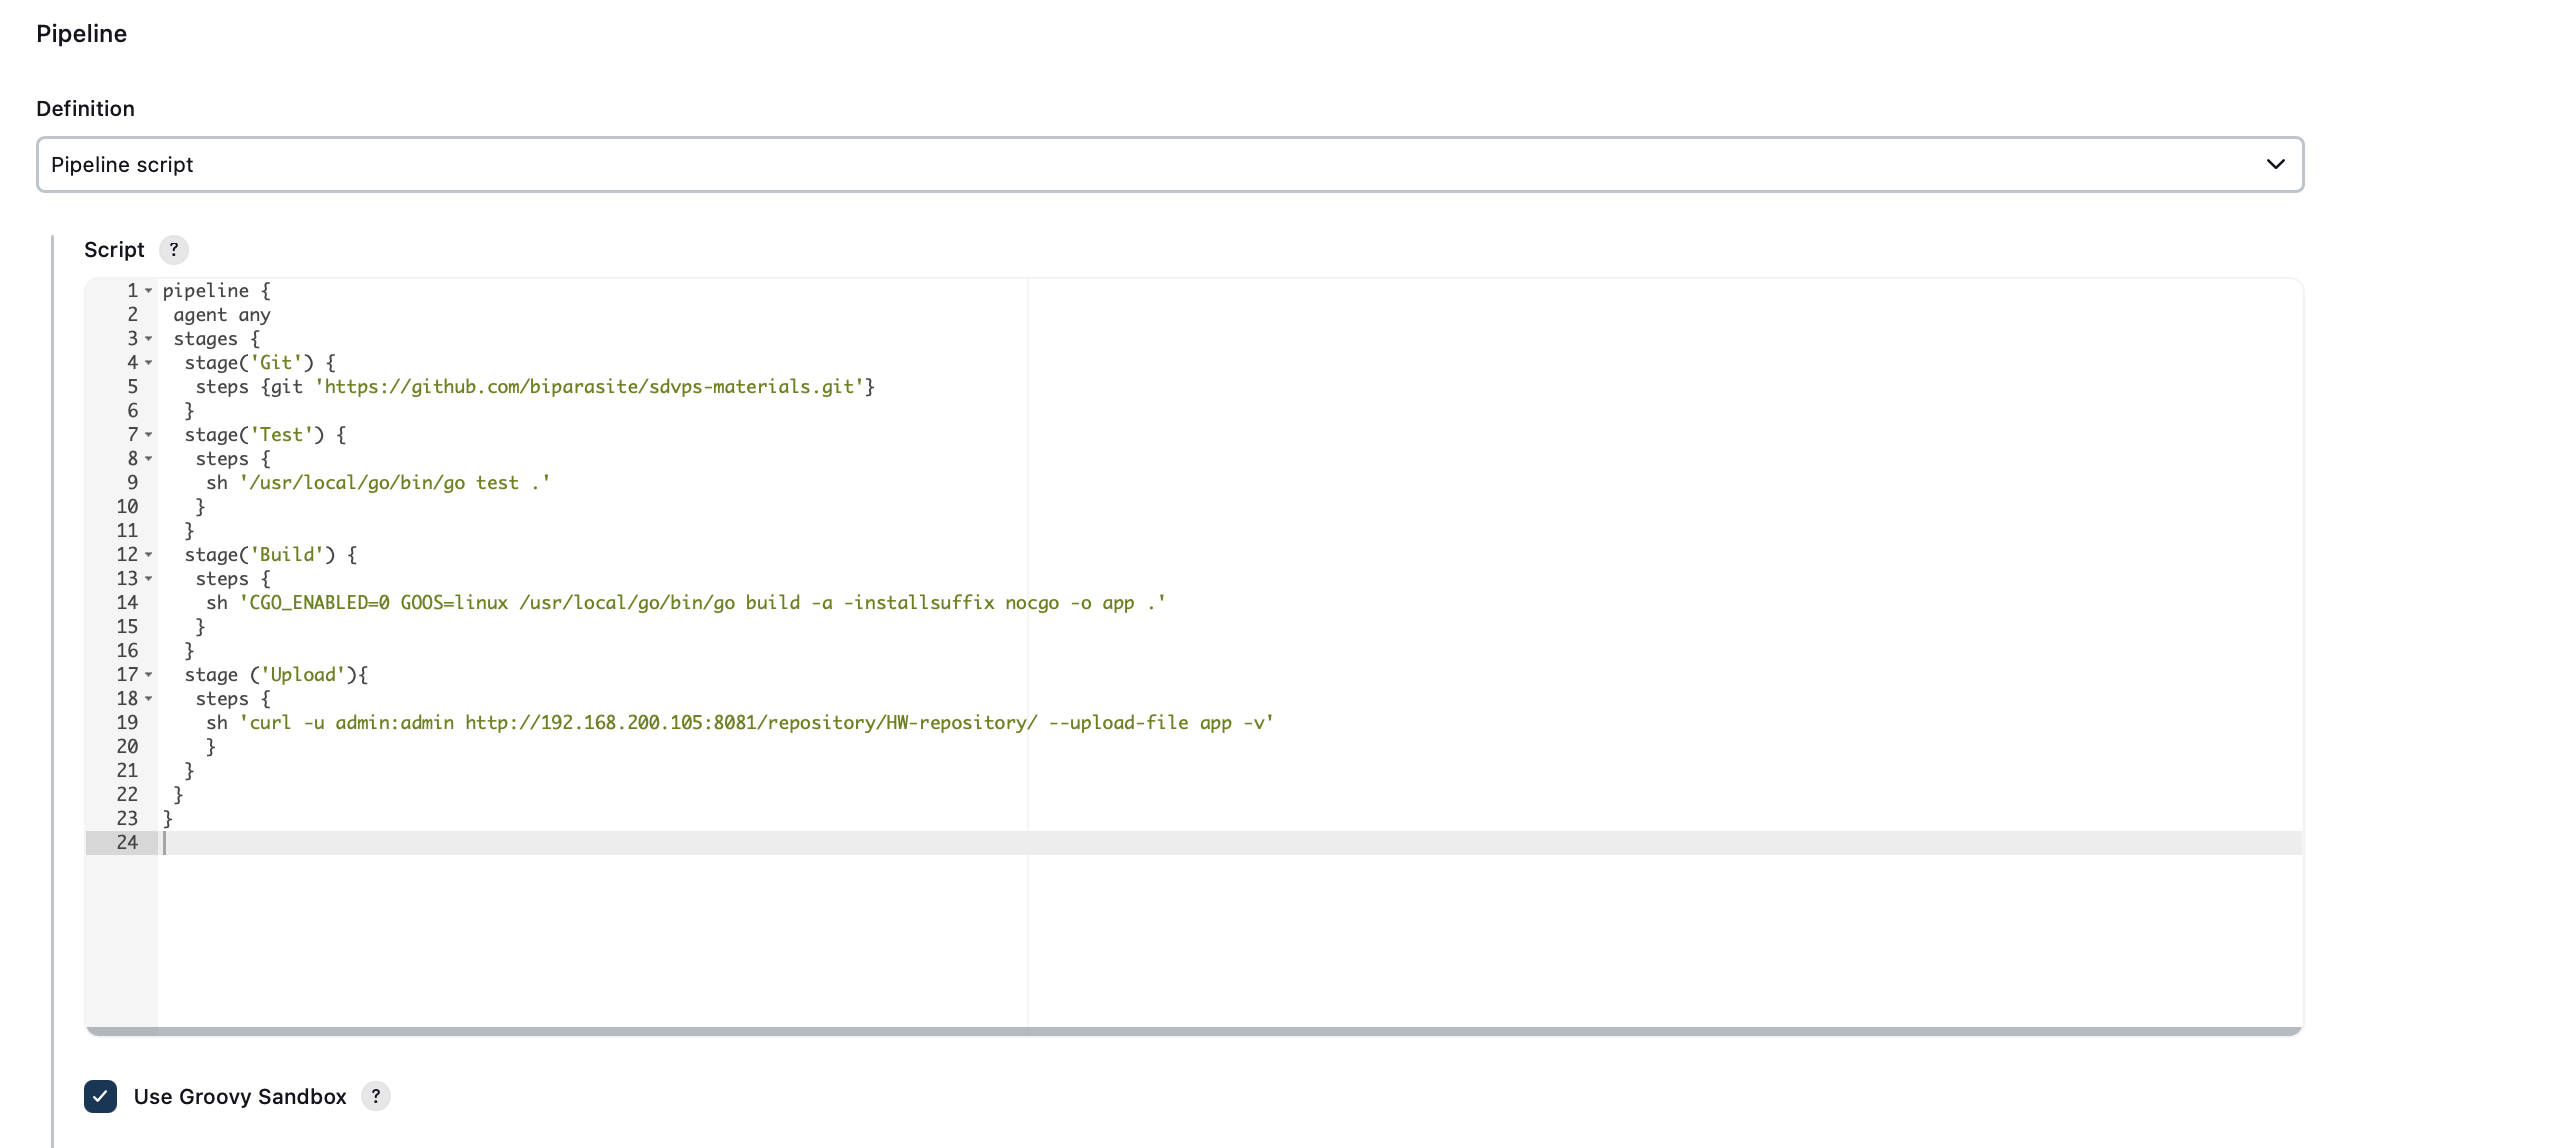 Pipeline
Definition
Pipeline script
Script ?
1 pipeline {
2  agent any
3  stages {
4   stage('Git') {
5    steps {git 'https://github.com/biparasite/sdvps-materials.git'}
6   }
7   stage('Test') {
8    steps {
9     sh '/usr/local/go/bin/go test .'
10    }
11   }
12   stage('Build') {
13    steps {
14     sh 'CGO_ENABLED=0 GOOS=linux /usr/local/go/bin/go build -a -installsuffix nocgo -o app .'
15    }
16   }
17   stage ('Upload'){
18    steps {
19     sh 'curl -u admin:admin http://192.168.200.105:8081/repository/HW-repository/ --upload-file app -v'
20     }
21   }
22  }
23 }
24
Use Groovy Sandbox ?